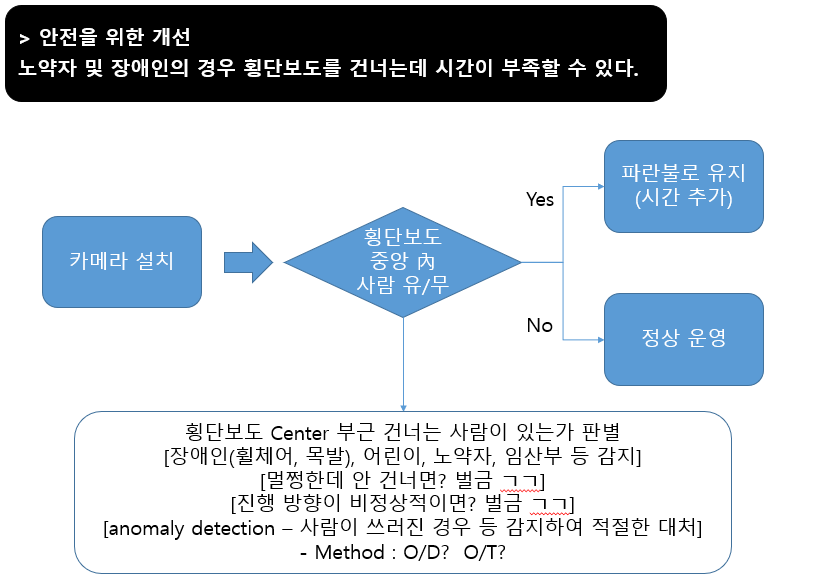 > 안전을 위한 개선
노약자 및 장애인의 경우 횡단보도를 건너는데 시간이 부족할 수 있다.
카메라 설치
횡단보도
중앙 內
사람 유/무
Yes
파란불로 유지
(시간 추가)
No
정상 운영
횡단보도 Center 부근 건너는 사람이 있는가 판별
[장애인(휠체어, 목발), 어린이, 노약자, 임산부 등 감지]
[멀쩡한데 안 건너면? 벌금 ㄱㄱ]
[진행 방향이 비정상적이면? 벌금 ㄱㄱ]
[anomaly detection – 사람이 쓰러진 경우 등 감지하여 적절한 대처]
- Method : O/D? O/T?